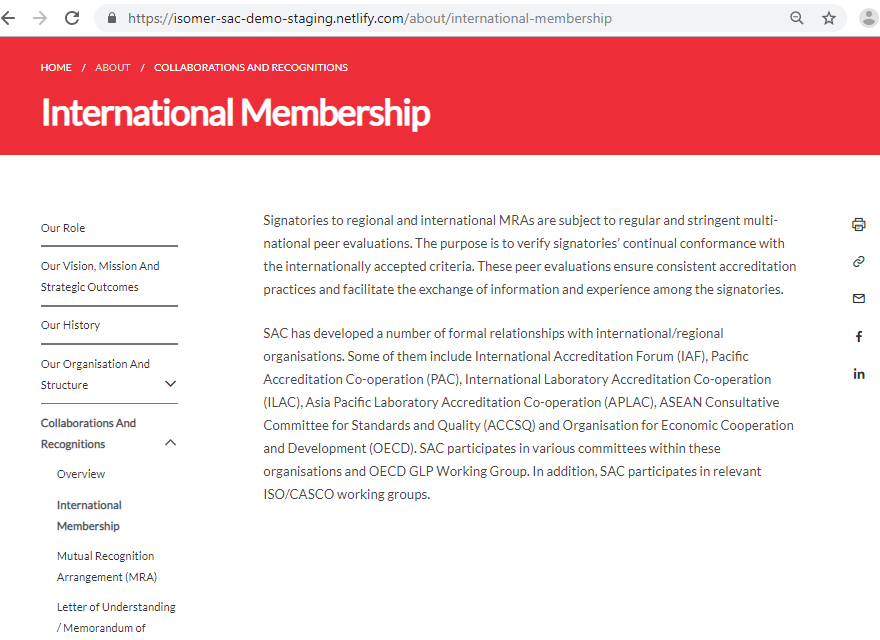 https://isomer-sac-demo-staging.netlify.com/about/international-membership
HOME / ABOUT / COLLABORATIONS AND RECOGNITIONS
International Membership
Our Role
Our Vision, Mission And
Strategic Outcomes
Our History
Our Organisation And
Structure
Collaborations And
Recognitions
Overview
International
Membership
Mutual Recognition
Arrangement (MRA)
Letter of Understanding
/ Memorandum of
Signatories to regional and international MRAs are subject to regular and stringent multi-
national peer evaluations. The purpose is to verify signatories’ continual conformance with
the internationally accepted criteria. These peer evaluations ensure consistent accreditation
practices and facilitate the exchange of information and experience among the signatories.
SAC has developed a number of formal relationships with international/regional
organisations. Some of them include International Accreditation Forum (IAF), Pacific
Accreditation Co-operation (PAC), International Laboratory Accreditation Co-operation
(ILAC), Asia Pacific Laboratory Accreditation Co-operation (APLAC), ASEAN Consultative
Committee for Standards and Quality (ACCSQ) and Organisation for Economic Cooperation
and Development (OECD). SAC participates in various committees within these
organisations and OECD GLP Working Group. In addition, SAC participates in relevant
ISO/CASCO working groups.
f
in